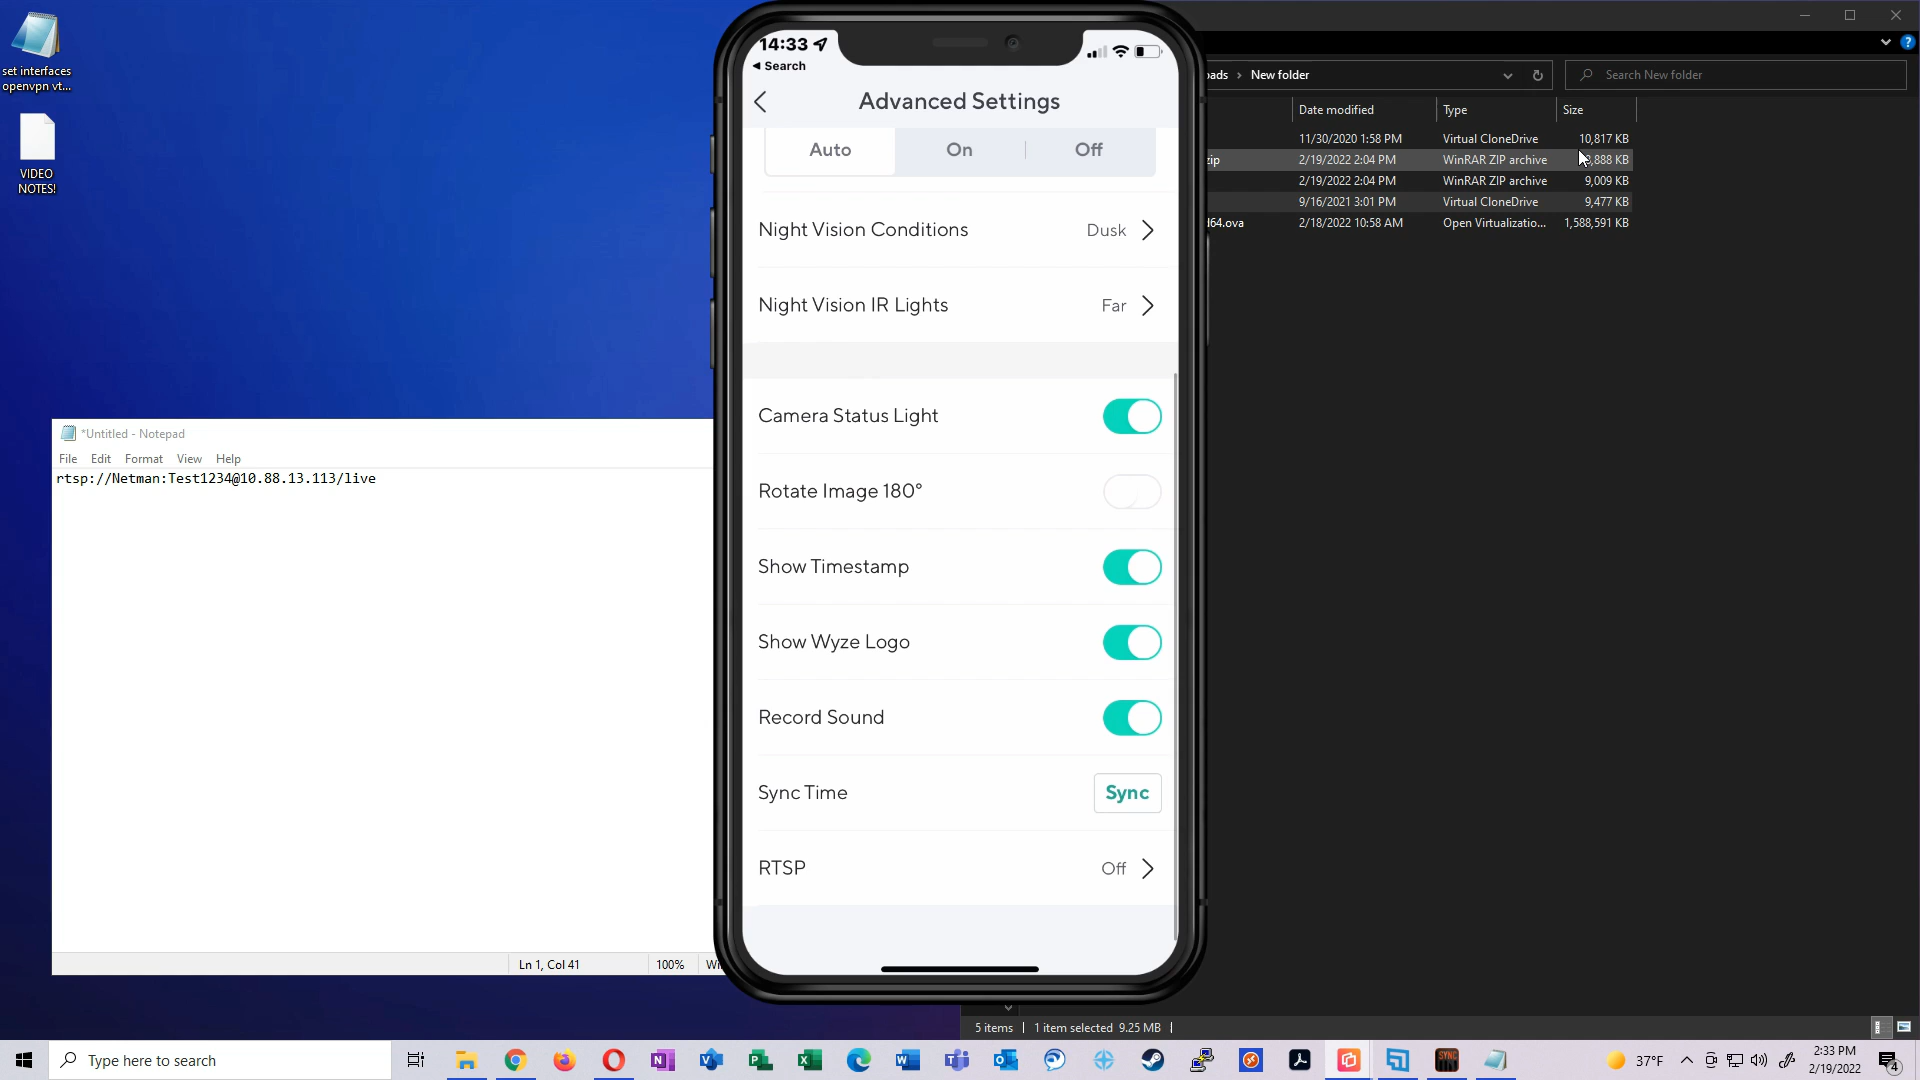 set interfaces
openvpn vt...
VIDEO
NOTES!
*Untitled - Notepad
File Edit Format View Help
rtsp://Netman:Test1234@10.88.13.113/live
Ln 1, Col 41 100%
14:33
Search
Advanced Settings
Auto On Off
Night Vision Conditions Dusk
Night Vision IR Lights Far
Camera Status Light
Rotate Image 180°
Show Timestamp
Show Wyze Logo
Record Sound
Sync Time Sync
RTSP Off
New folder
Search New folder
Date modified Type Size
11/30/2020 1:58 PM Virtual CloneDrive 10,817 KB
zip 2/19/2022 2:04 PM WinRAR ZIP archive
2/19/2022 2:04 PM WinRAR ZIP archive 9,009 KB
9/16/2021 3:01 PM Virtual CloneDrive 9,477 KB
2/18/2022 10:58 AM Open Virtualizatio... 1,588,591 KB
5 items 1 item selected 9.25 MB
Type here to search
37°F
2:33 PM
2/19/2022
4